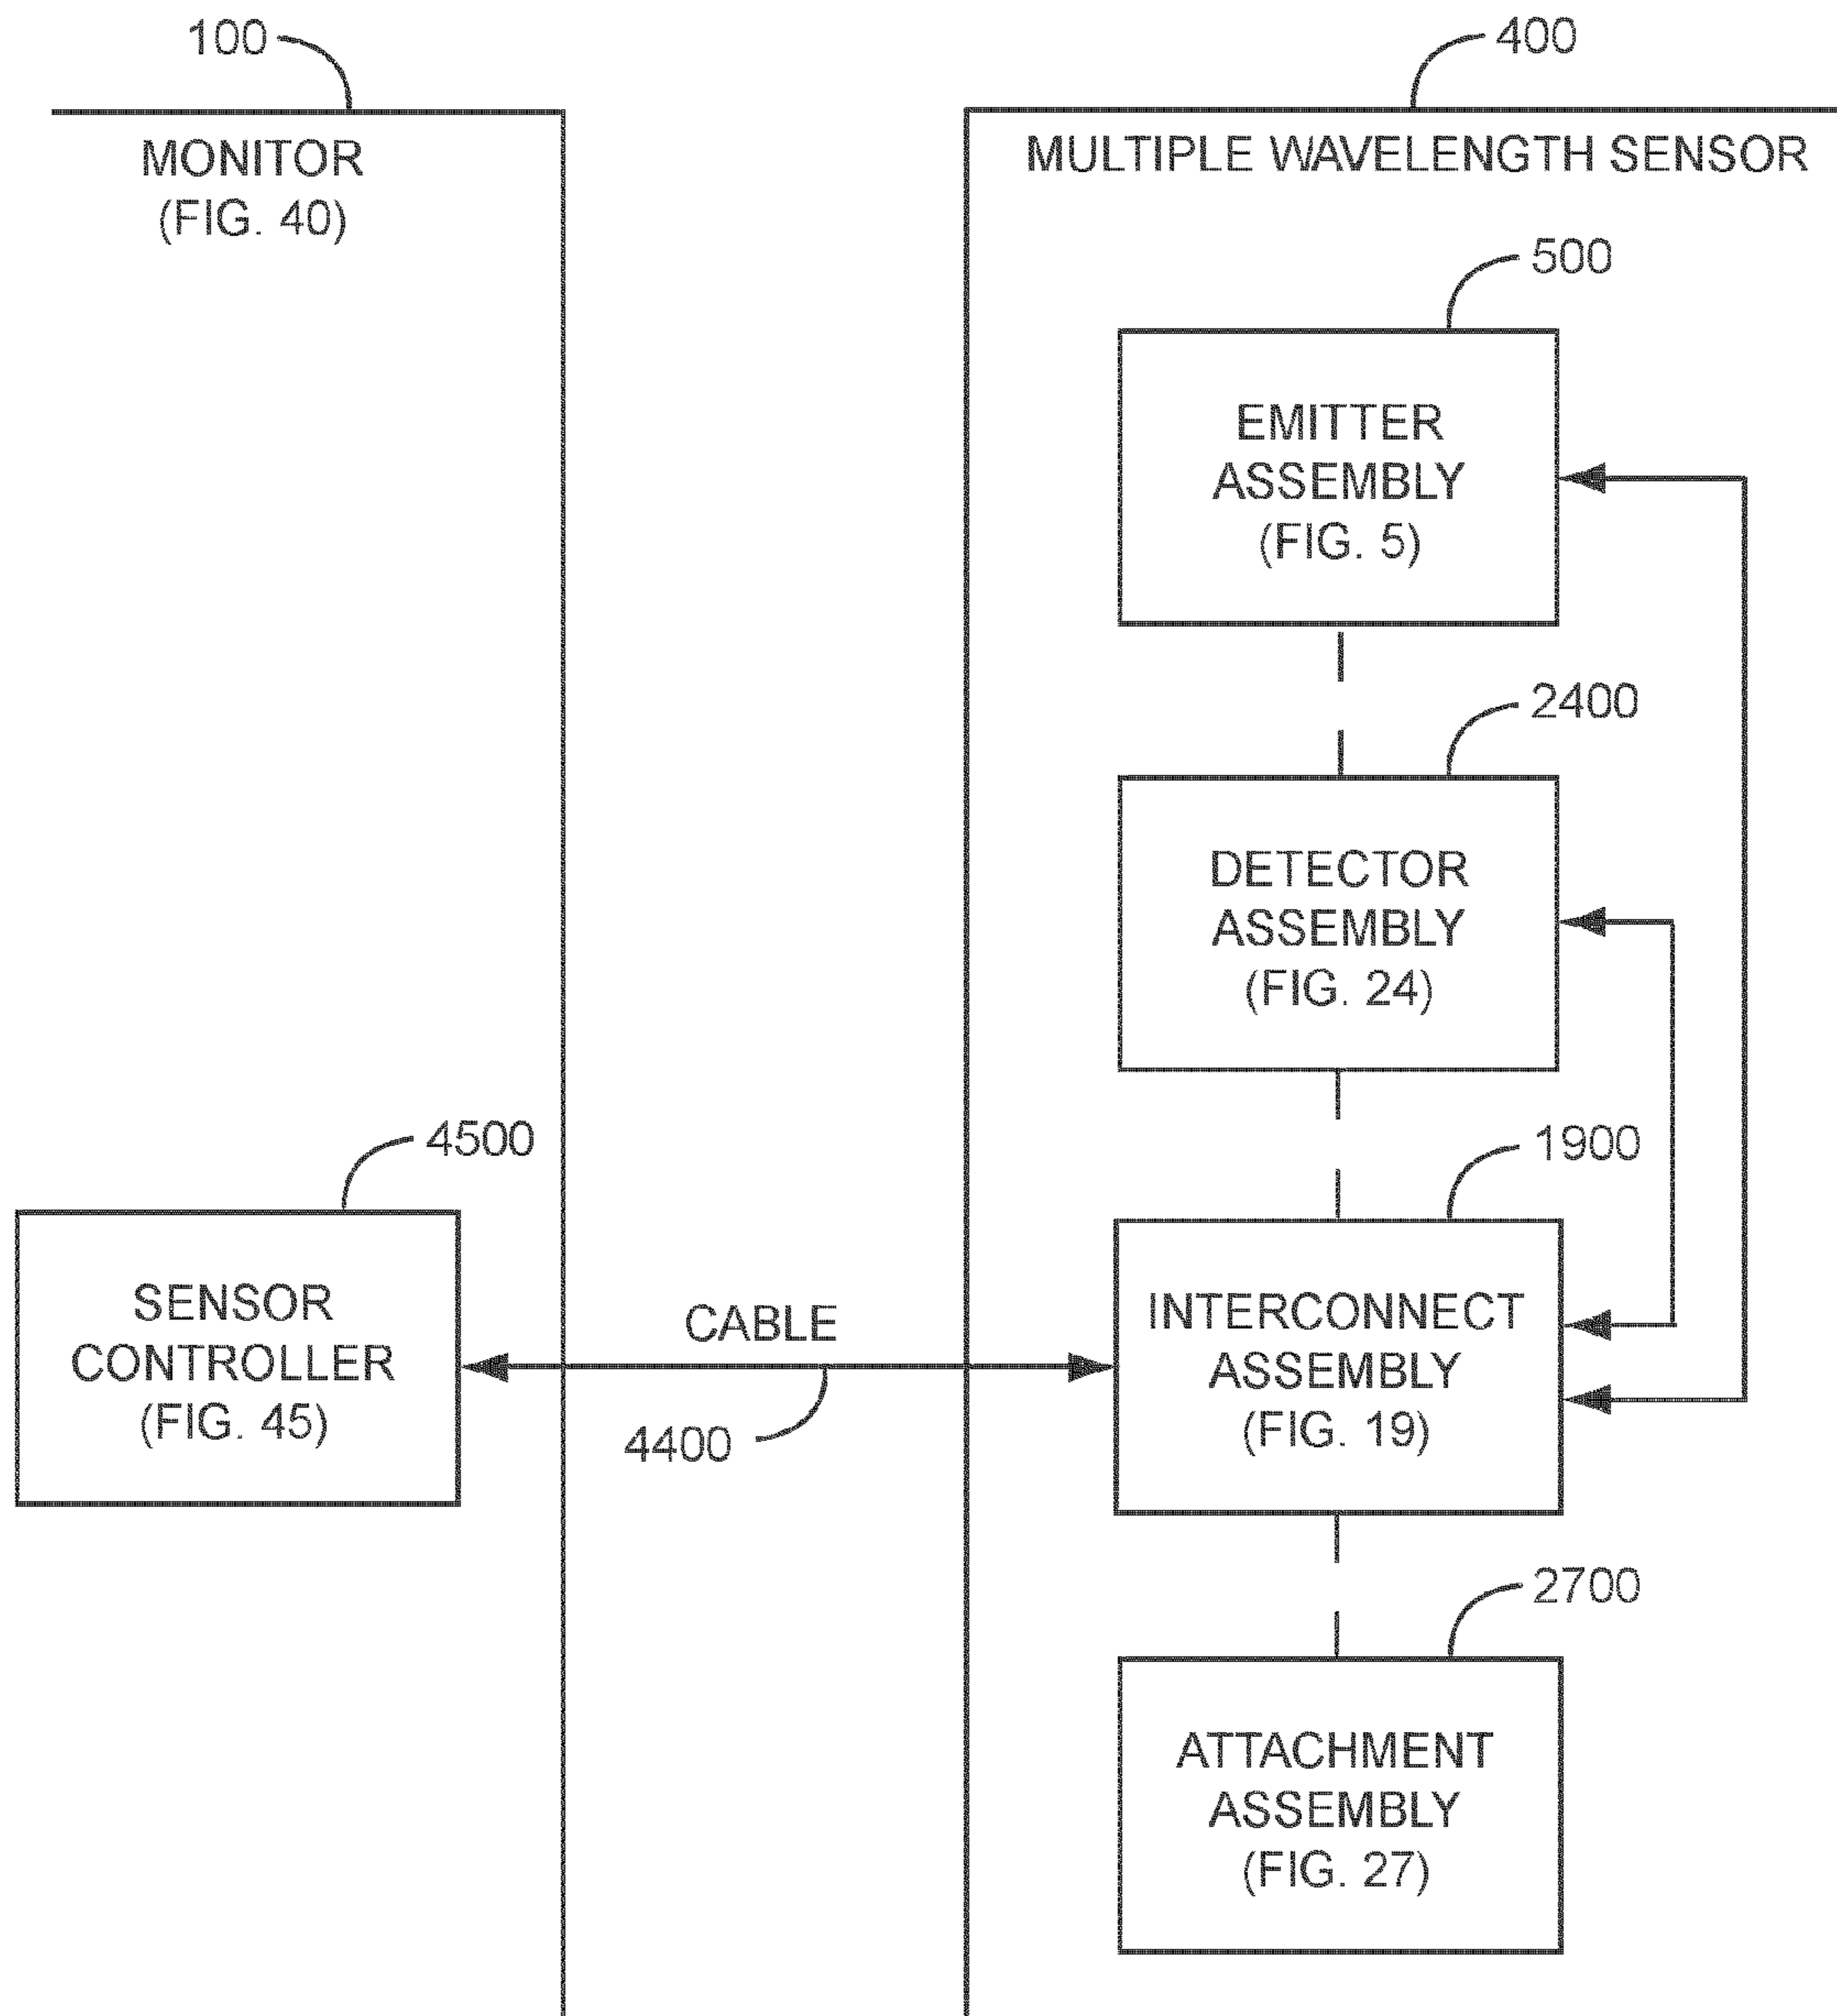 100
400
MONITOR
(FIG. 40)
MULTIPLE WAVELENGTH SENSOR
500
EMITTER
ASSEMBLY
(FIG. 5)
2400
DETECTOR
ASSEMBLY
(FIG. 24)
4500
1900
SENSOR
CONTROLLER
(FIG. 45)
CABLE
4400
INTERCONNECT
ASSEMBLY
(FIG. 19)
2700
ATTACHMENT
ASSEMBLY
(FIG. 27)